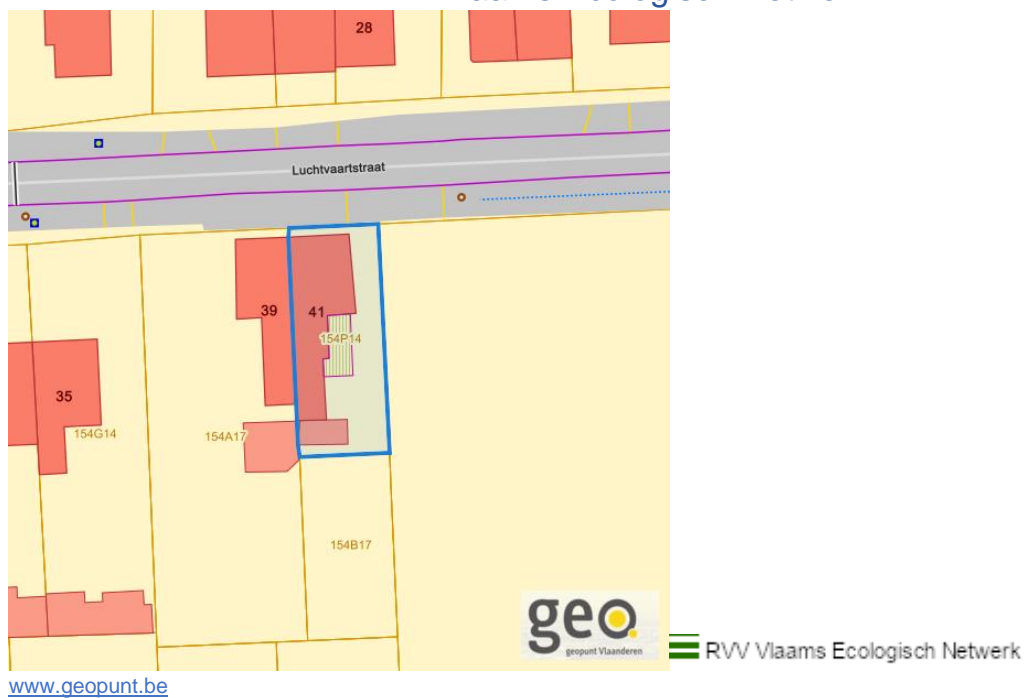 28
Luchtvaartstraat
39
41
154P14
35
154G14
154A17
154B17
geo.
geopunt Vlaanderen
RVV Vlaams Ecologisch Netwerk
www.geopunt.be